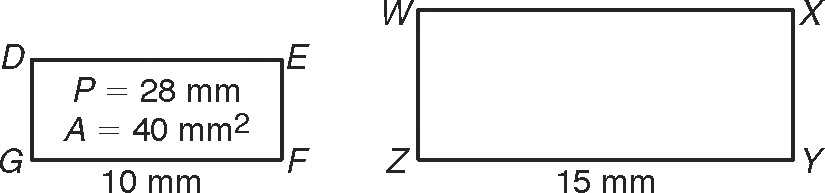 D E
P = 28 mm
A = 40 mm²
G F
10 mm
W X
Z Y
15 mm